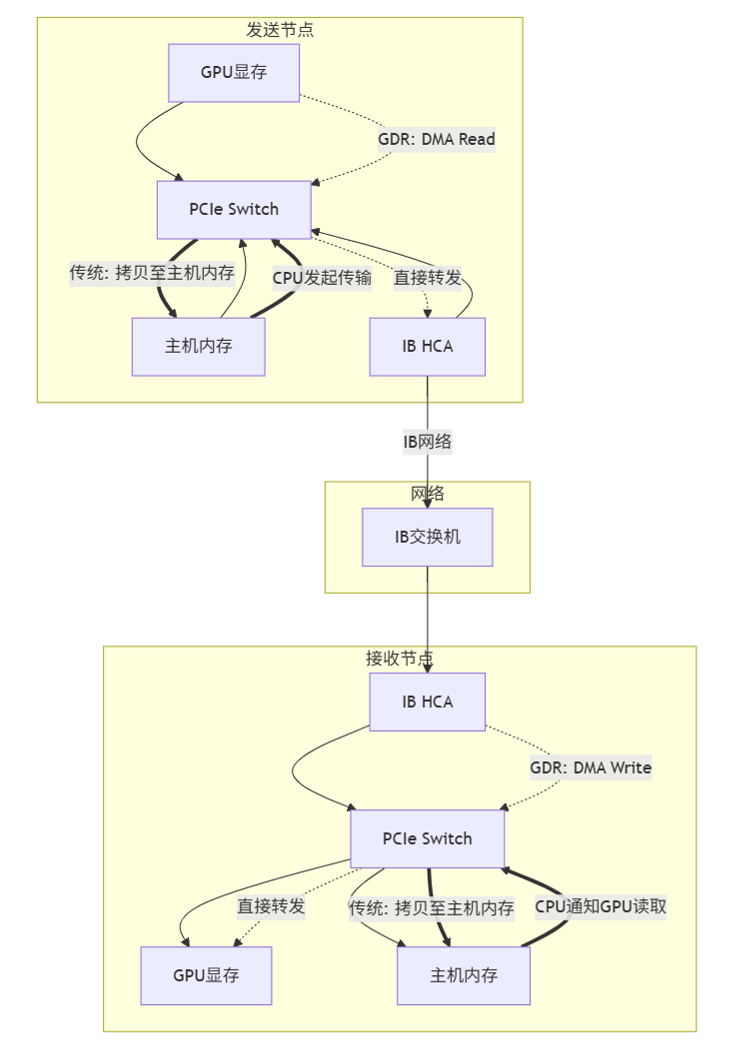 发送节点
GPU显存
GDR: DMA Read
PCIe Switch
传统: 拷贝至主机内存
CPU发起传输
直接转发
主机内存
IB HCA
IB网络
网络
IB交换机
接收节点
IB HCA
GDR: DMA Write
PCIe Switch
直接转发
传统: 拷贝至主机内存
CPU通知GPU读取
GPU显存
主机内存